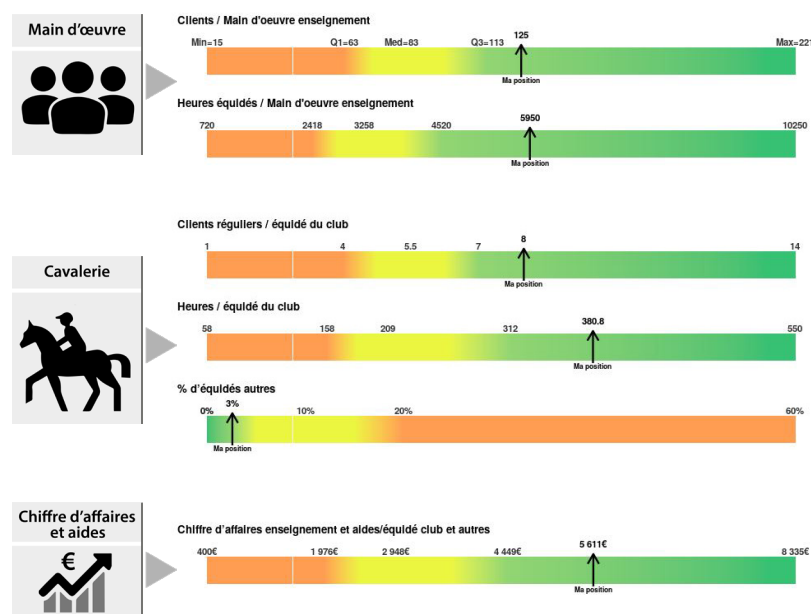 Main d'œuvre
Clients / Main d'oeuvre enseignement
Min=15 Q1=63 Med=83 Q3=113 125 Max=221
Ma position
Heures équidés / Main d'oeuvre enseignement
720 2418 3258 4520 5950 10250
Ma position
Cavalerie
Clients réguliers / équidé du club
1 4 5.5 7 8 14
Ma position
Heures / équidé du club
58 158 209 312 380.8 550
Ma position
% d'équidés autres
0% 3% 10% 20% 60%
Ma position
Chiffre d'affaires
et aides
€
Chiffre d'affaires enseignement et aides/équidé club et autres
400€ 1 976€ 2 948€ 4 449€ 5 611€ 8 335€
Ma position